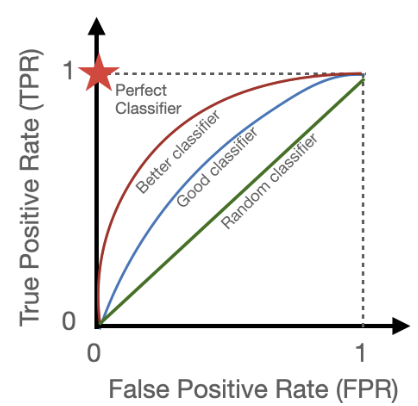 1
Perfect
Classifier
Better classifier
Good classifier
Random classifier
True Positive Rate (TPR)
0
0
1
False Positive Rate (FPR)